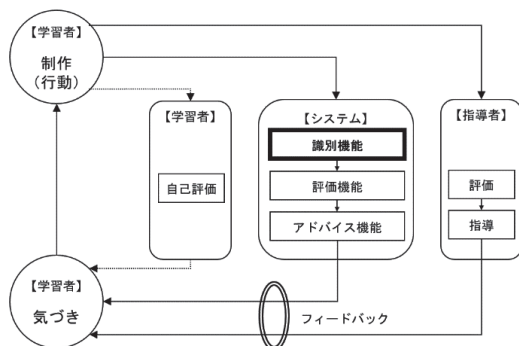 【学習者】
制作
(行動)
【学習者】
自己評価
【システム】
識別機能
評価機能
アドバイス機能
【指導者】
評価
指導
【学習者】
気づき
フィードバック